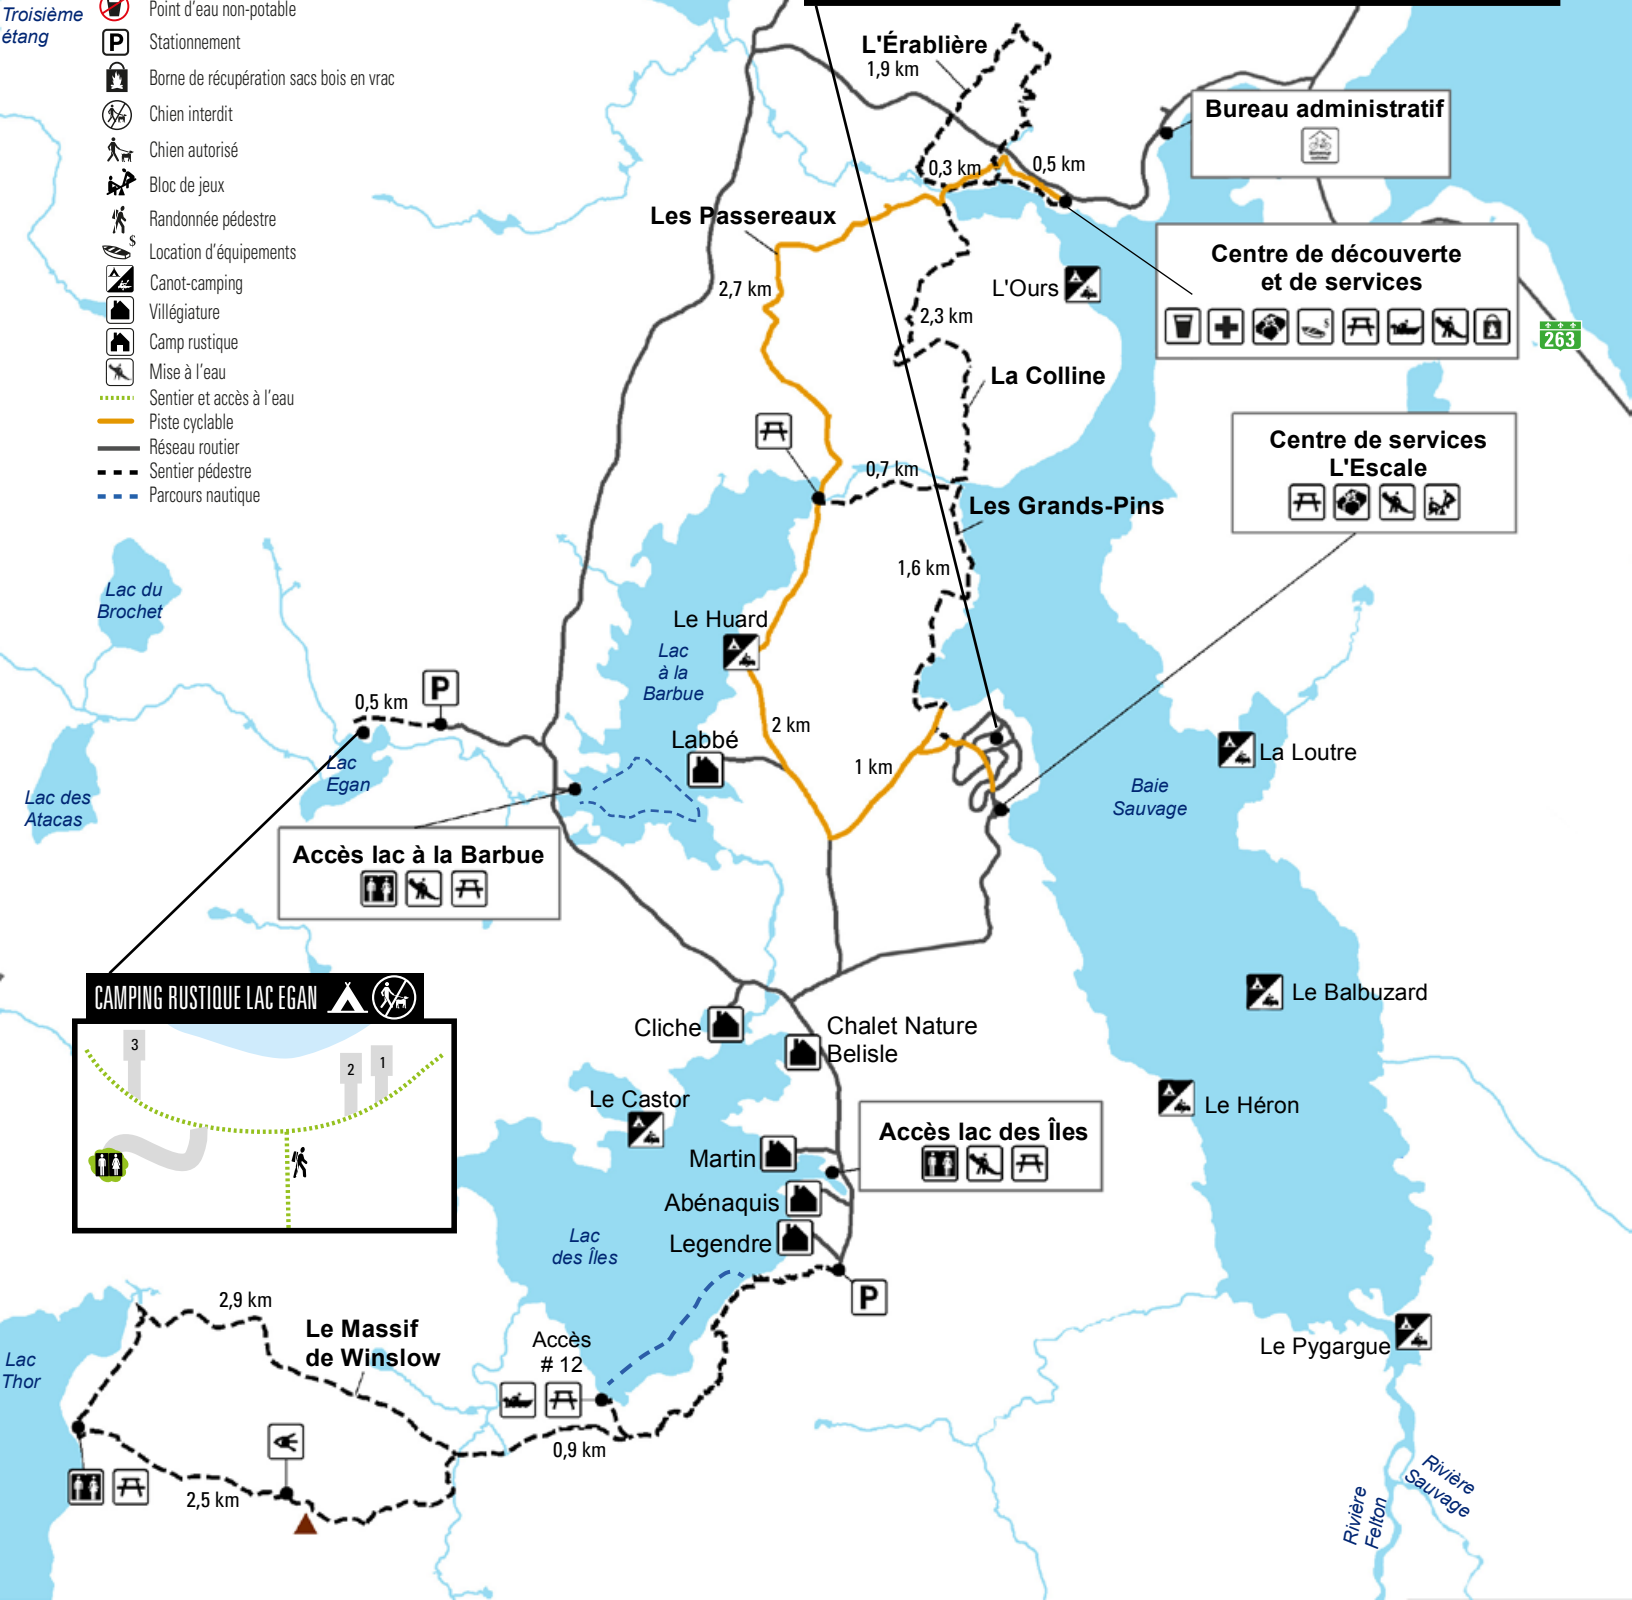 Troisième
étang
Point d'eau non-potable
P Stationnement
Borne de récupération sacs bois en vrac
Chien interdit
Chien autorisé
Bloc de jeux
Randonnée pédestre
$ Location d'équipements
Canot-camping
Villégiature
Camp rustique
Mise à l'eau
Sentier et accès à l'eau
Piste cyclable
Réseau routier
Sentier pédestre
Parcours nautique
L'Érablière
1,9 km
Bureau administratif
0,3 km
0,5 km
Les Passereaux
2,7 km
L'Ours
2,3 km
Centre de découverte
et de services
$
263
La Colline
0,7 km
Les Grands-Pins
Centre de services
L'Escale
1,6 km
Lac du
Brochet
Le Huard
Lac
à la
Barbue
P
0,5 km
Lac
Egan
Lac des
Atacas
2 km
Labbé
1 km
La Loutre
Baie
Sauvage
Accès lac à la Barbue
CAMPING RUSTIQUE LAC EGAN
3
2
1
Le Balbuzard
Cliche
Chalet Nature
Belisle
Le Castor
Le Héron
Accès lac des Îles
Martin
Abénaquis
Legendre
Lac
des Îles
P
2,9 km
Le Massif
de Winslow
Accès
# 12
Lac
Thor
0,9 km
2,5 km
Le Pygargue
Rivière
Sauvage
Rivière
Felton